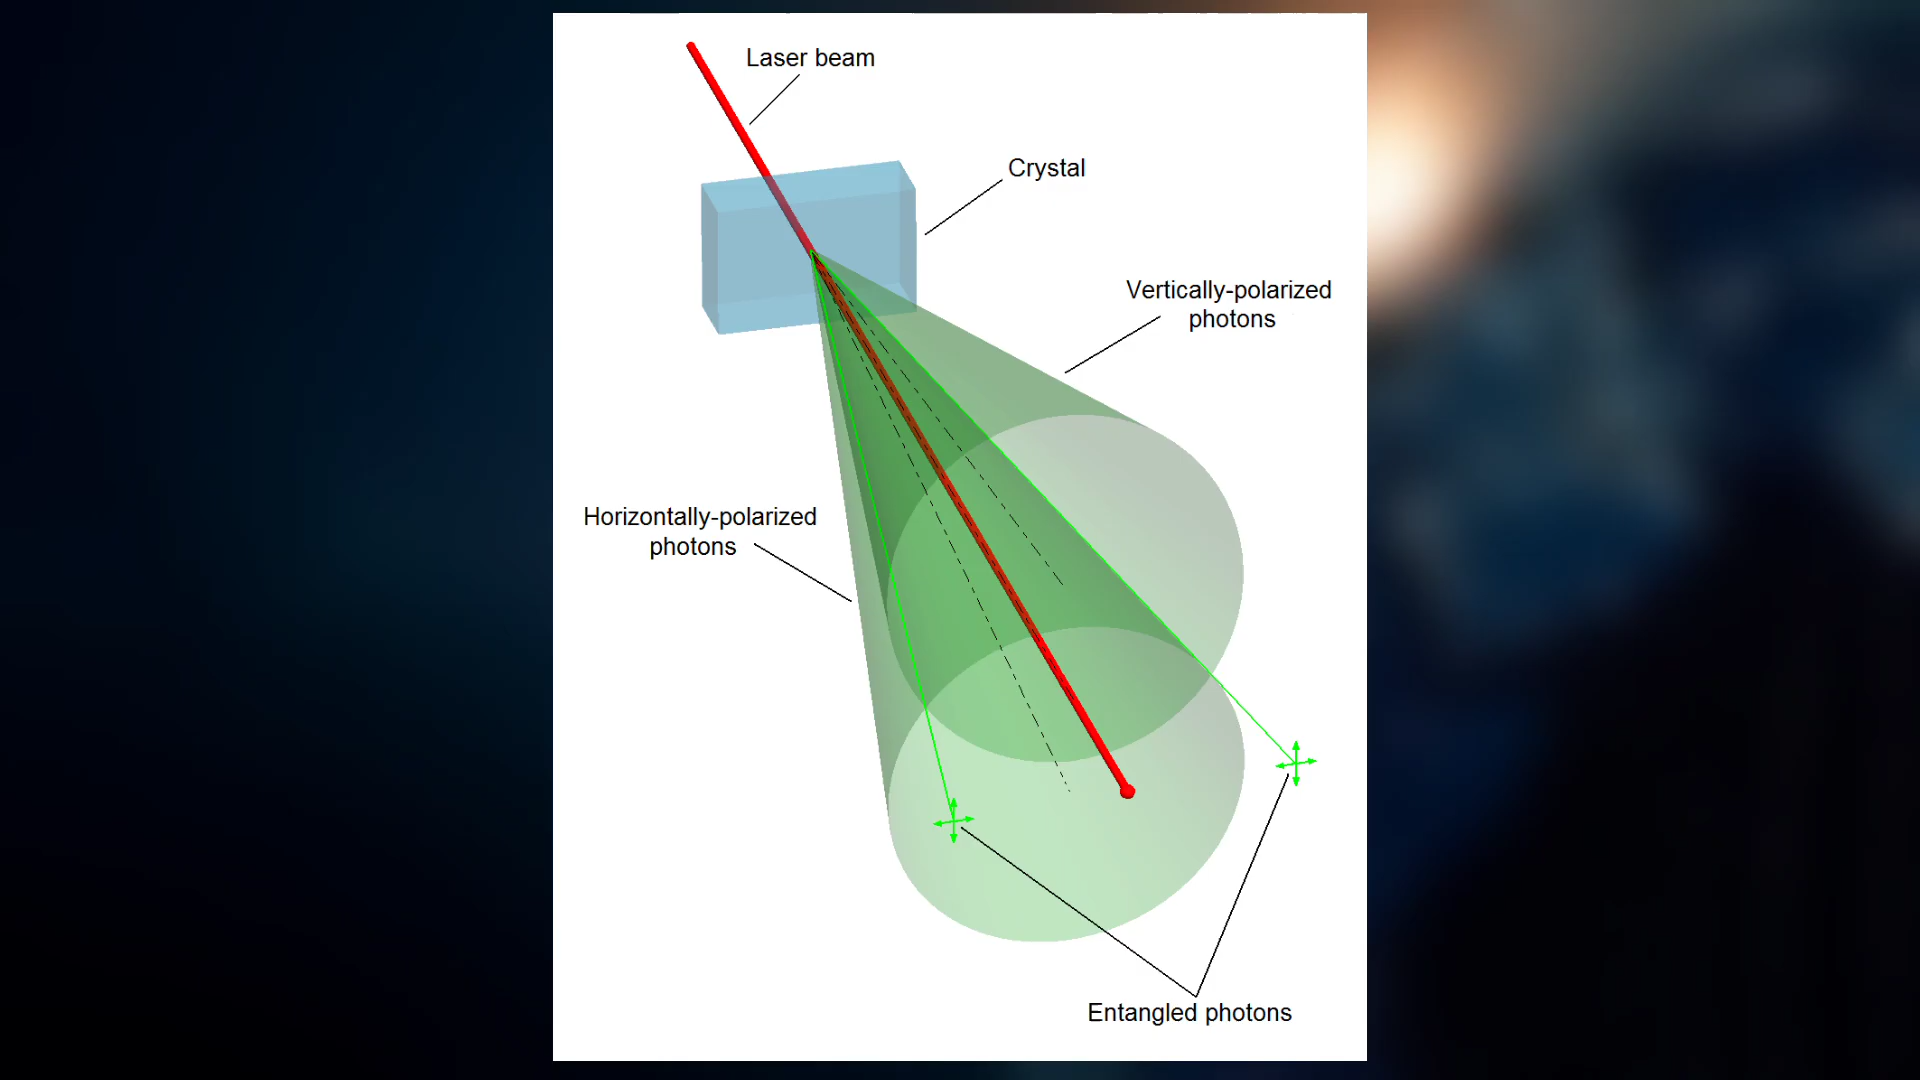 Laser beam
Crystal
Vertically-polarized
photons
Horizontally-polarized
photons
Entangled photons